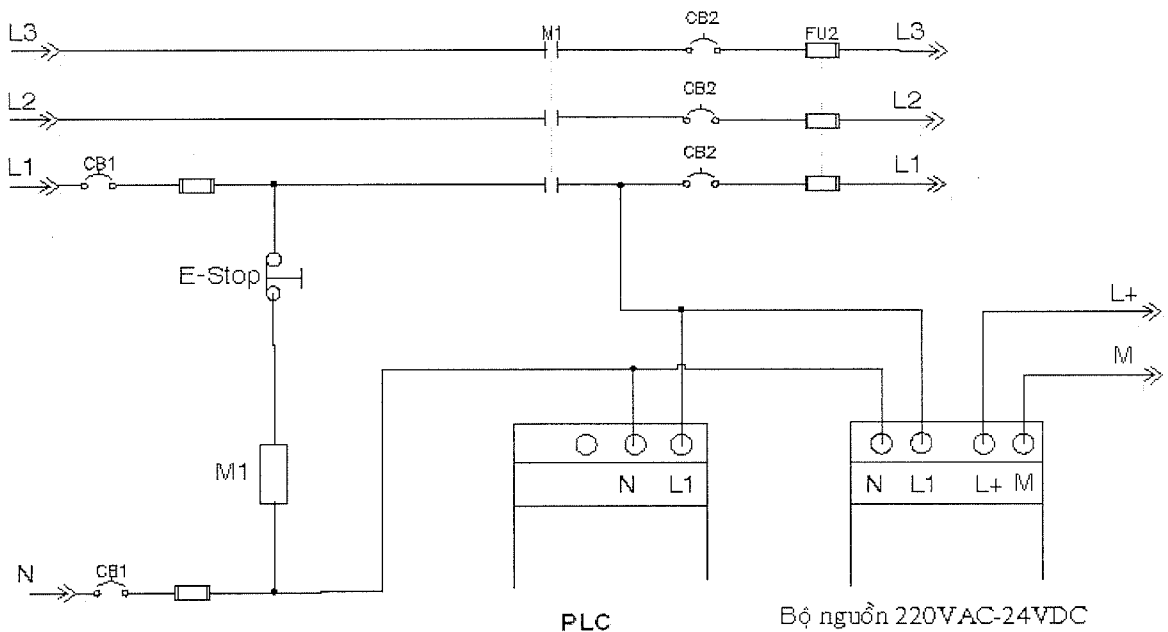 L3
M1
CB2
FU2
L3
L2
CB2
L2
L1
CB1
CB2
L1
E-Stop
L+
M
M1
N L1
N L1 L+ M
N
CB1
PLC
Bộ nguồn 220VAC-24VDC